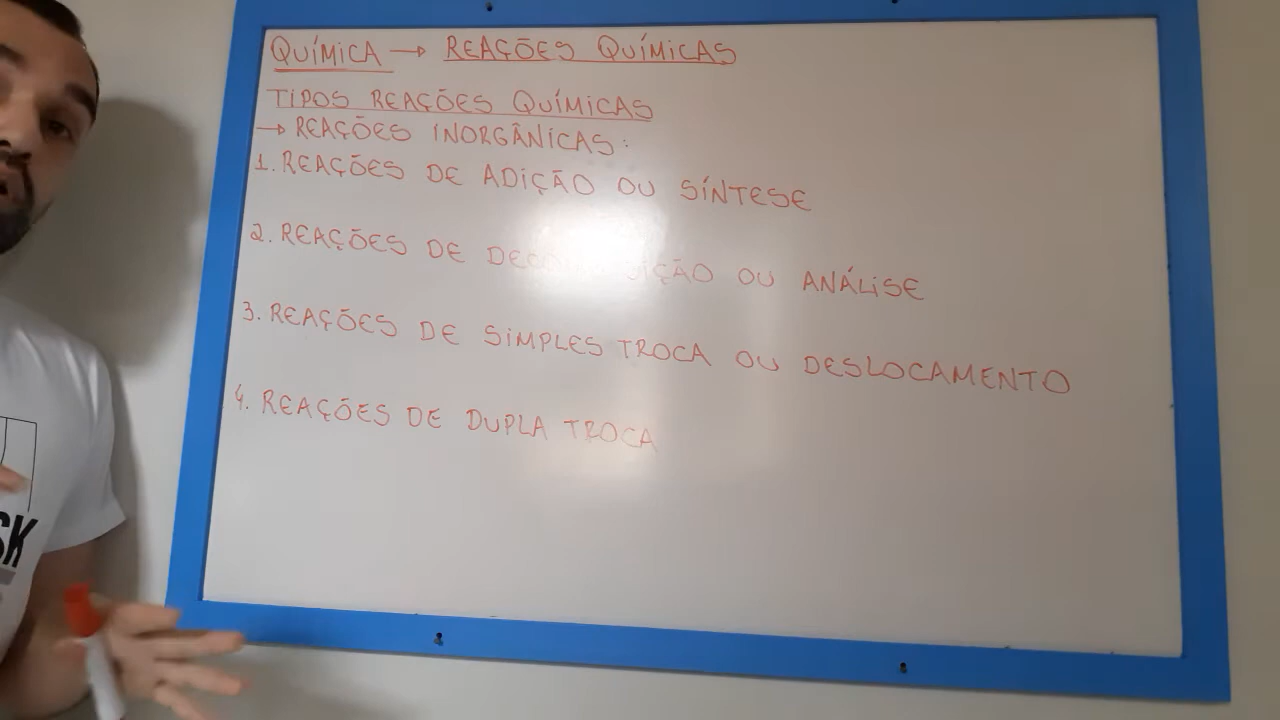 QUÍMICA → REAÇÕES QUÍMICAS
TIPOS REAÇÕES QUÍMICAS
→ REAÇÕES INORGÂNICAS:
1. REAÇÕES DE ADIÇÃO OU SÍNTESE
2. REAÇÕES DE OU ANÁLISE
3. REAÇÕES DE SIMPLES TROCA OU DESLOCAMENTO
4. REAÇÕES DE DUPLA TROCA
SK